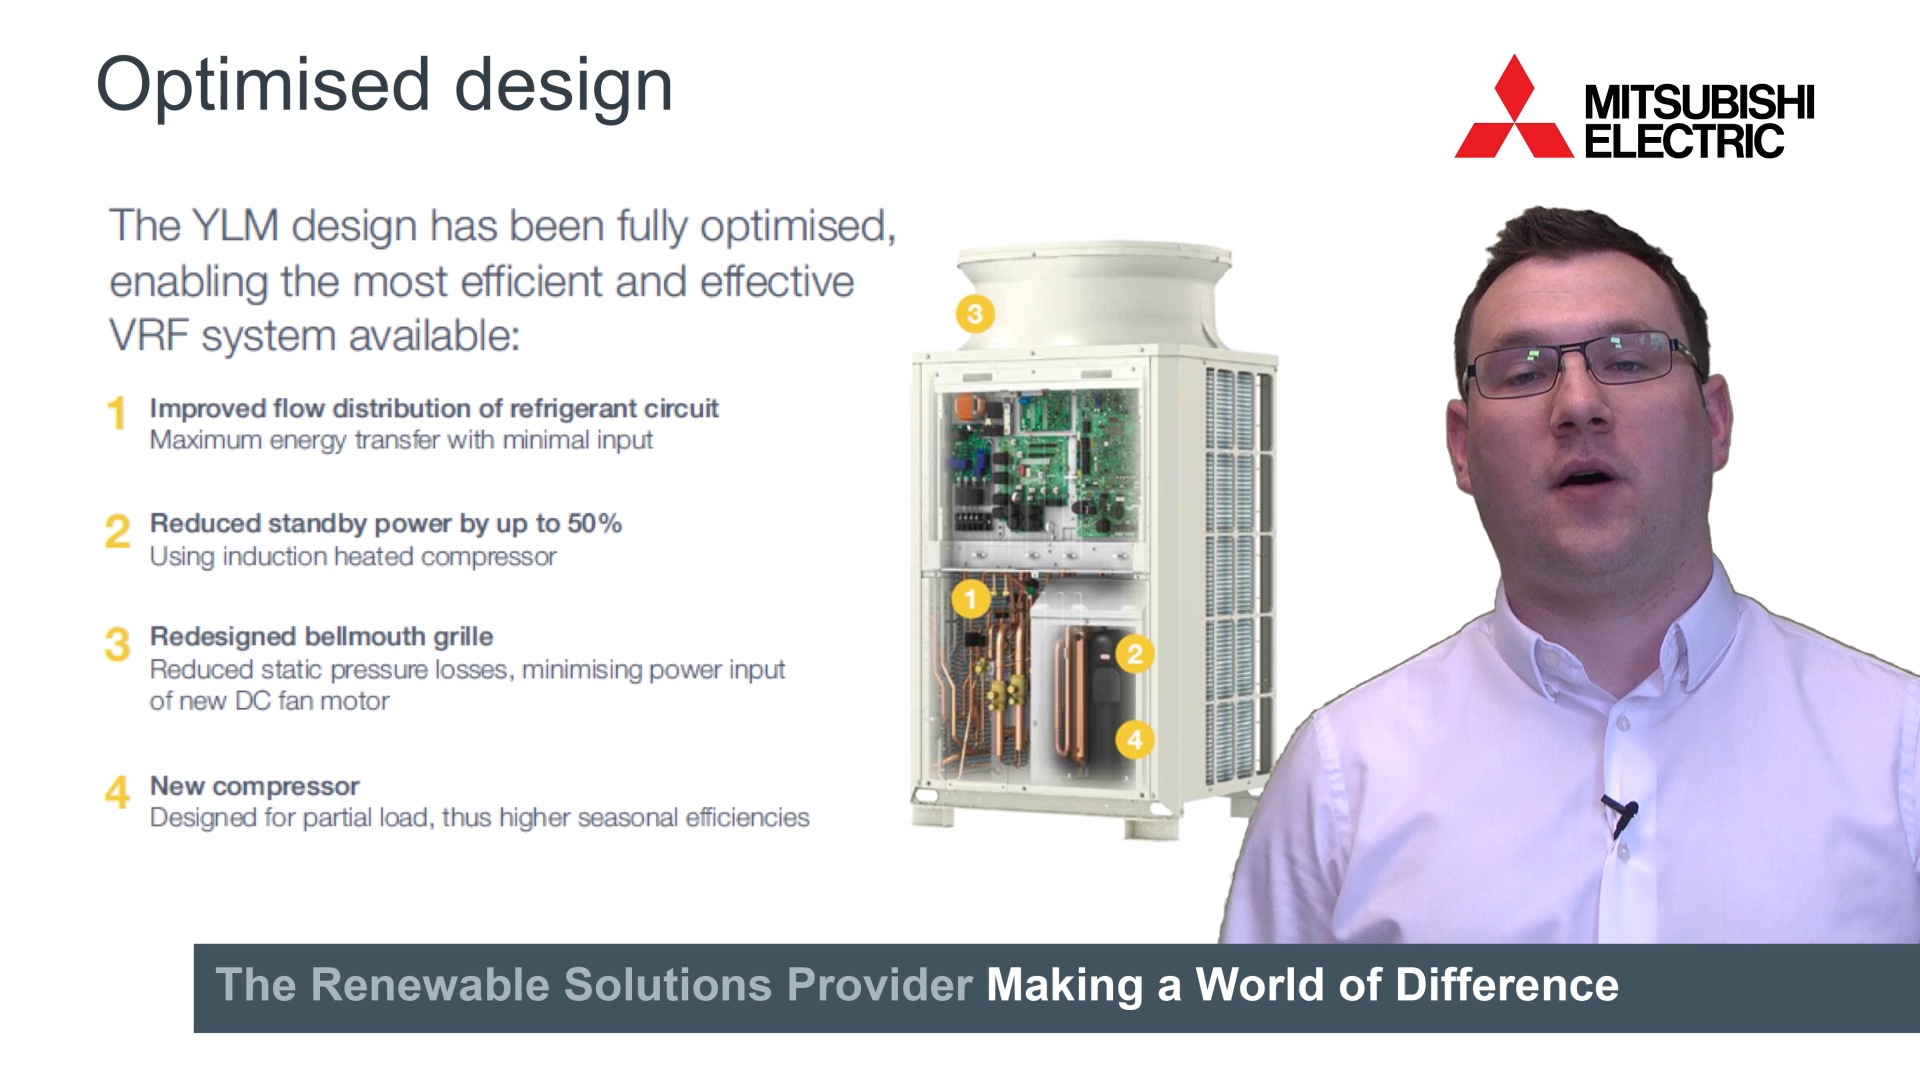 Optimised design
MITSUBISHI
ELECTRIC
The YLM design has been fully optimised,
enabling the most efficient and effective
VRF system available:
1 Improved flow distribution of refrigerant circuit
Maximum energy transfer with minimal input
2 Reduced standby power by up to 50%
Using induction heated compressor
3 Redesigned bellmouth grille
Reduced static pressure losses, minimising power input
of new DC fan motor
4 New compressor
Designed for partial load, thus higher seasonal efficiencies
3
1
2
4
The Renewable Solutions Provider Making a World of Difference